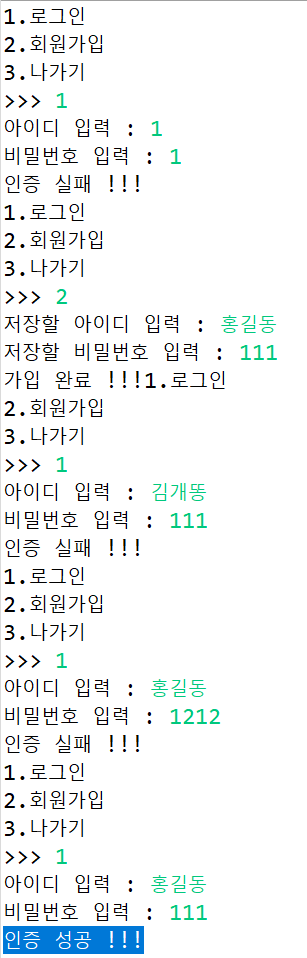 1.로그인
2.회원가입
3.나가기
>>> 1
아이디 입력 : 1
비밀번호 입력 : 1
인증 실패 !!!
1.로그인
2.회원가입
3.나가기
>>> 2
저장할 아이디 입력 : 홍길동
저장할 비밀번호 입력 : 111
가입 완료 !!!1.로그인
2.회원가입
3.나가기
>>> 1
아이디 입력 : 김개똥
비밀번호 입력 : 111
인증 실패 !!!
1.로그인
2.회원가입
3.나가기
>>> 1
아이디 입력 : 홍길동
비밀번호 입력 : 1212
인증 실패 !!!
1.로그인
2.회원가입
3.나가기
>>> 1
아이디 입력 : 홍길동
비밀번호 입력 : 111
인증 성공 !!!